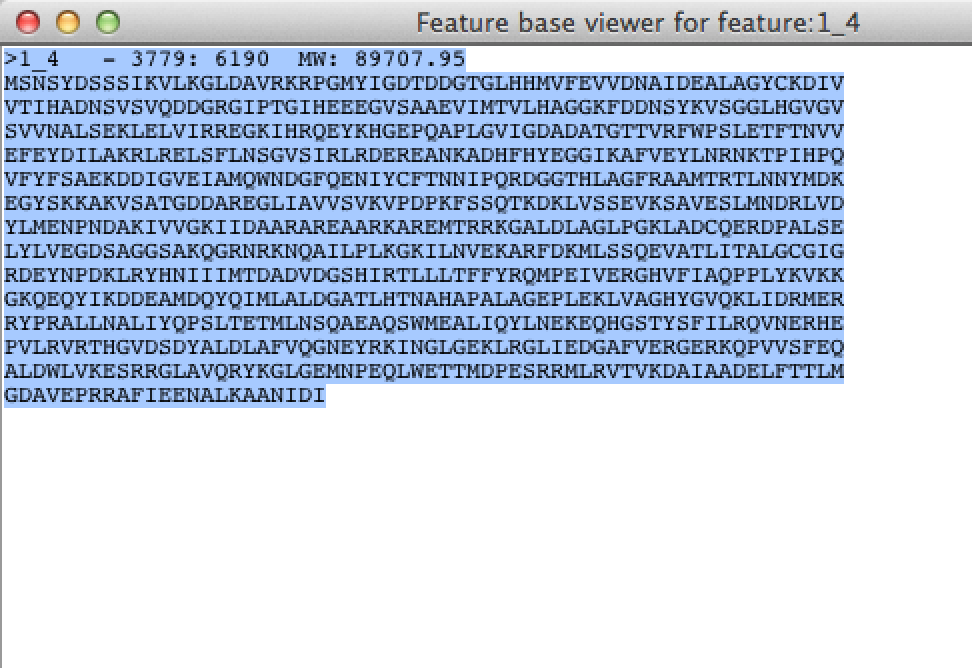 Feature base viewer for feature:1_4
>1_4   - 3779: 6190  MW: 89707.95
MSNSYDSSSIKVLKGLDAVRKRPGMYIGDTDDGTGLHHMVFEVVDNAIDEALAGYCKDIV
VTIHADNSVSVQDDGRGIPTGIHEEEGVSAAEVIMTVLHAGGKFDDNSYKVSGGLHGVGV
SVVNALSEKLELVIRREGKIHRQEYKHGEPQAPLGVIGDADATGTTVRFWPSLETFTNVV
EFEYDILAKRLRELSFLNSGVSIRLRDEREANKADHFHYEGGIKAFVEYLNRNKTPIHPQ
VFYFSAEKDDIGVEIAMQWNDGFQENIYCFTNNIPQRDGGTHLAGFRAAMTRTLNNYMDK
EGYSKKAKVSATGDDAREGLIAVVSVKVPDPKFSSQTKDKLVSSEVKSAVESLMNDRLVD
YLMENPNDAKIVVGKIIDAARAREAARKAREMTRRKGALDLAGLPGKLADCQERDPALSE
LYLVEGDSAGGSAKQGRNRKNQAILPLKGKILNVEKARFDKMLSSQEVATLITALGCGIG
RDEYNPDKLRYHNIIIMTDADVDGSHIRTLLLTFFYRQMPEIVERGHVFIAQPPLYKVKK
GKQEQYIKDDEAMDQYQIMLALDGATLHTNAHAPALAGEPLEKLVAGHYGVQKLIDRMER
RYPRALLNALIYQPSLTETMLNSQAEAQSWMEALIQYLNEKEQHGSTYSFILRQVNERHE
PVLRVRTHGVDSDYALDLAFVQGNEYRKINGLGEKLRGLIEDGAFVERGERKQPVVSFEQ
ALDWLVKESRRGLAVQRYKGLGEMNPEQLWETTMDPESRRMLRVTVKDAIAADELFTTLM
GDAVEPRRAFIEENALKAANIDI